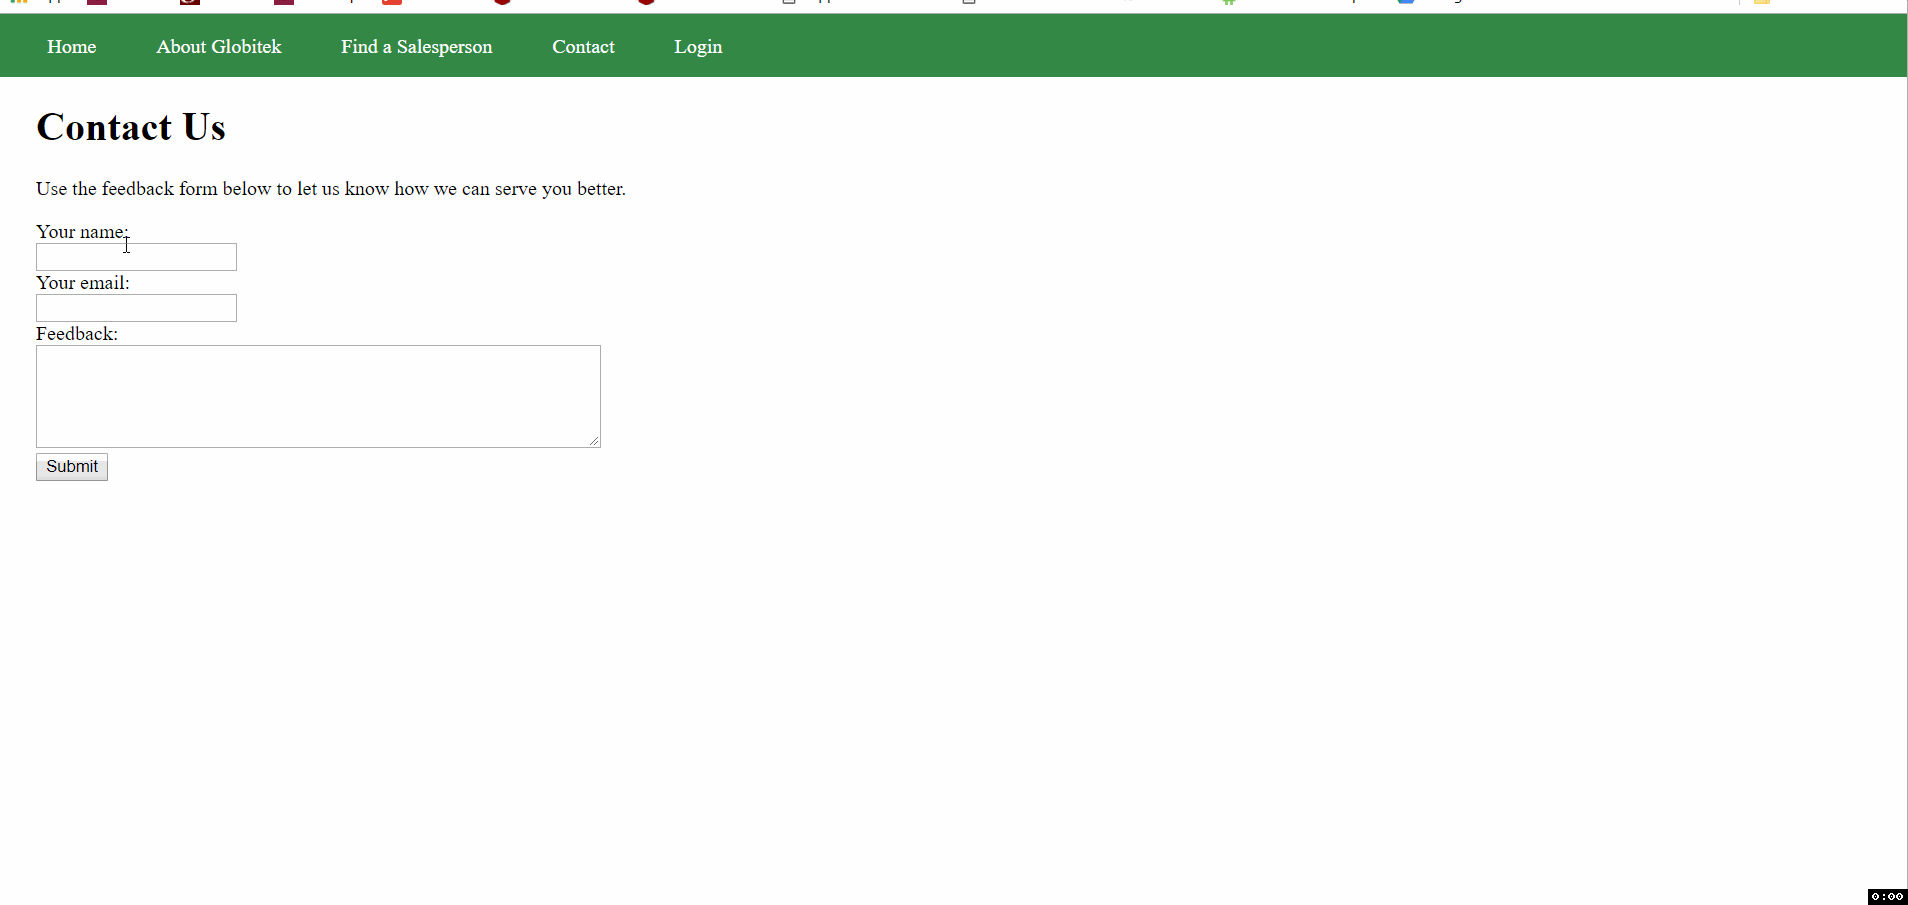 Home About Globitek Find a Salesperson Contact Login
Contact Us
Use the feedback form below to let us know how we can serve you better.
Your name:
Your email:
Feedback:
Submit
0:00